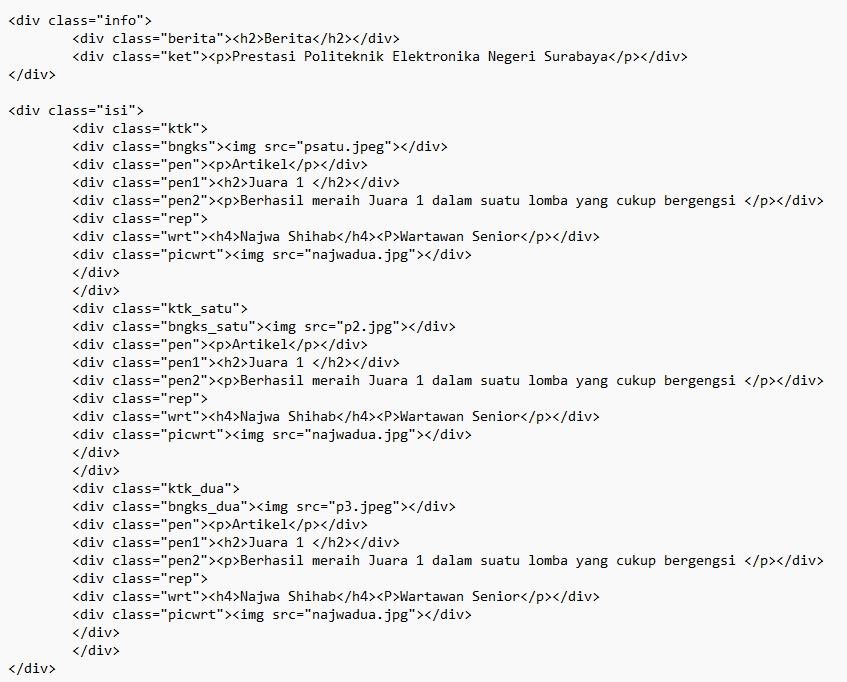 <div class="info">
<div class="berita"><h2>Berita</h2></div>
<div class="ket"><p>Prestasi Politeknik Elektronika Negeri Surabaya</p></div>
</div>
<div class="isi">
<div class="ktk">
<div class="bngks"><img src="psatu.jpeg"></div>
<div class="pen"><p>Artikel</p></div>
<div class="pen1"><h2>Juara 1 </h2></div>
<div class="pen2"><p>Berhasil meraih Juara 1 dalam suatu lomba yang cukup bergengsi </p></div>
<div class="rep">
<div class="wrt"><h4>Najwa Shihab</h4><P>Wartawan Senior</p></div>
<div class="picwrt"><img src="najwadua.jpg"></div>
</div>
</div>
<div class="ktk_satu">
<div class="bngks_satu"><img src="p2.jpg"></div>
<div class="pen"><p>Artikel</p></div>
<div class="pen1"><h2>Juara 1 </h2></div>
<div class="pen2"><p>Berhasil meraih Juara 1 dalam suatu lomba yang cukup bergengsi </p></div>
<div class="rep">
<div class="wrt"><h4>Najwa Shihab</h4><P>Wartawan Senior</p></div>
<div class="picwrt"><img src="najwadua.jpg"></div>
</div>
</div>
<div class="ktk_dua">
<div class="bngks_dua"><img src="p3.jpeg"></div>
<div class="pen"><p>Artikel</p></div>
<div class="pen1"><h2>Juara 1 </h2></div>
<div class="pen2"><p>Berhasil meraih Juara 1 dalam suatu lomba yang cukup bergengsi </p></div>
<div class="rep">
<div class="wrt"><h4>Najwa Shihab</h4><P>Wartawan Senior</p></div>
<div class="picwrt"><img src="najwadua.jpg"></div>
</div>
</div>
</div>